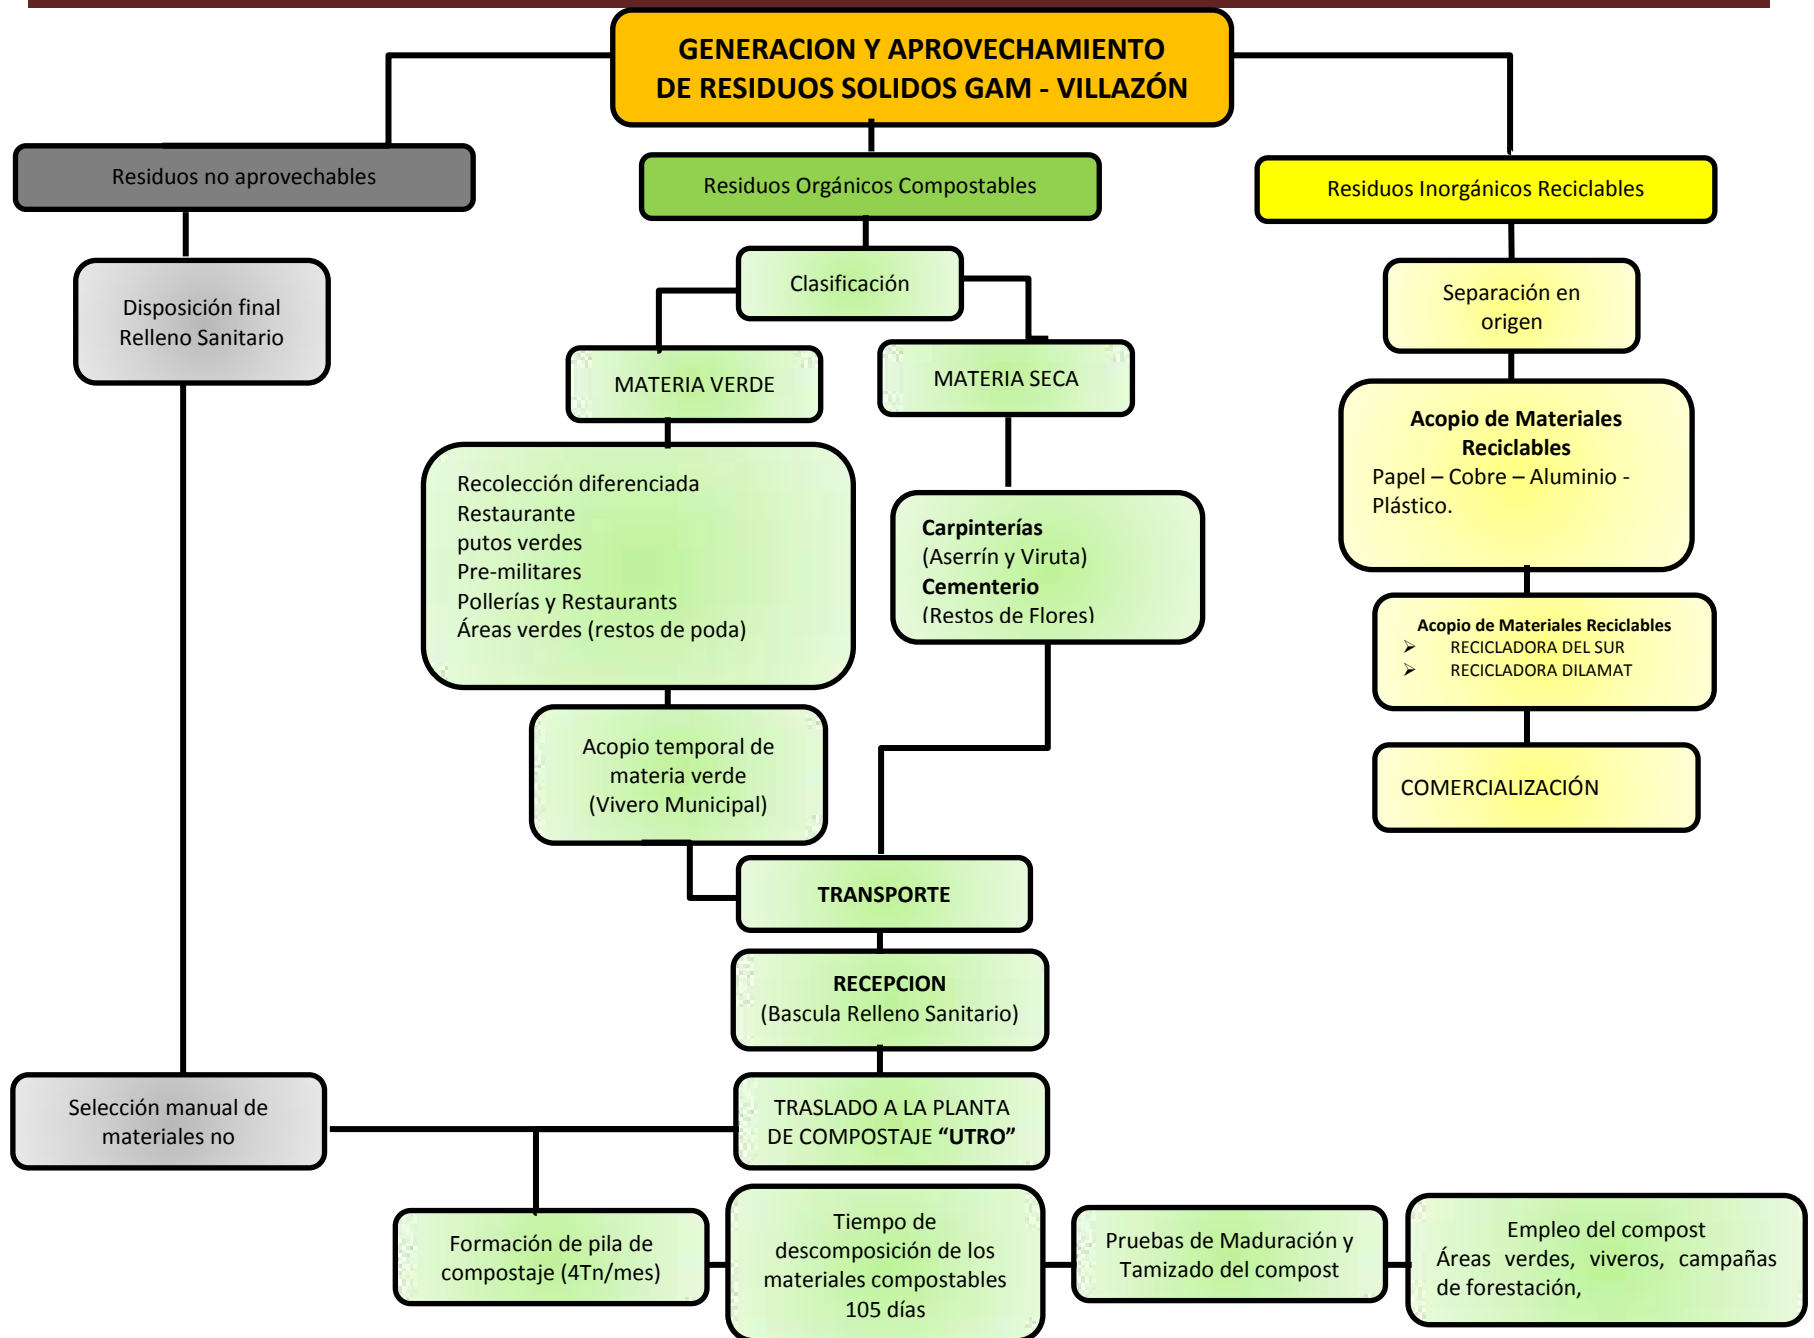 GENERACION Y APROVECHAMIENTO
DE RESIDUOS SOLIDOS GAM - VILLAZÓN
Residuos no aprovechables
Residuos Orgánicos Compostables
Residuos Inorgánicos Reciclables
Disposición final
Relleno Sanitario
Clasificación
Separación en
origen
MATERIA VERDE
MATERIA SECA
Acopio de Materiales
Reciclables
Papel – Cobre – Aluminio -
Plástico.
Recolección diferenciada
Restaurante
putos verdes
Pre-militares
Pollerías y Restaurants
Áreas verdes (restos de poda)
Carpinterías
(Aserrín y Viruta)
Cementerio
(Restos de Flores)
Acopio de Materiales Reciclables
➢ RECICLADORA DEL SUR
➢ RECICLADORA DILAMAT
Acopio temporal de
materia verde
(Vivero Municipal)
COMERCIALIZACIÓN
TRANSPORTE
RECEPCION
(Bascula Relleno Sanitario)
Selección manual de
materiales no
TRASLADO A LA PLANTA
DE COMPOSTAJE “UTRO”
Formación de pila de
compostaje (4Tn/mes)
Tiempo de
descomposición de los
materiales compostables
105 días
Pruebas de Maduración y
Tamizado del compost
Empleo del compost
Áreas verdes, viveros, campañas
de forestación,